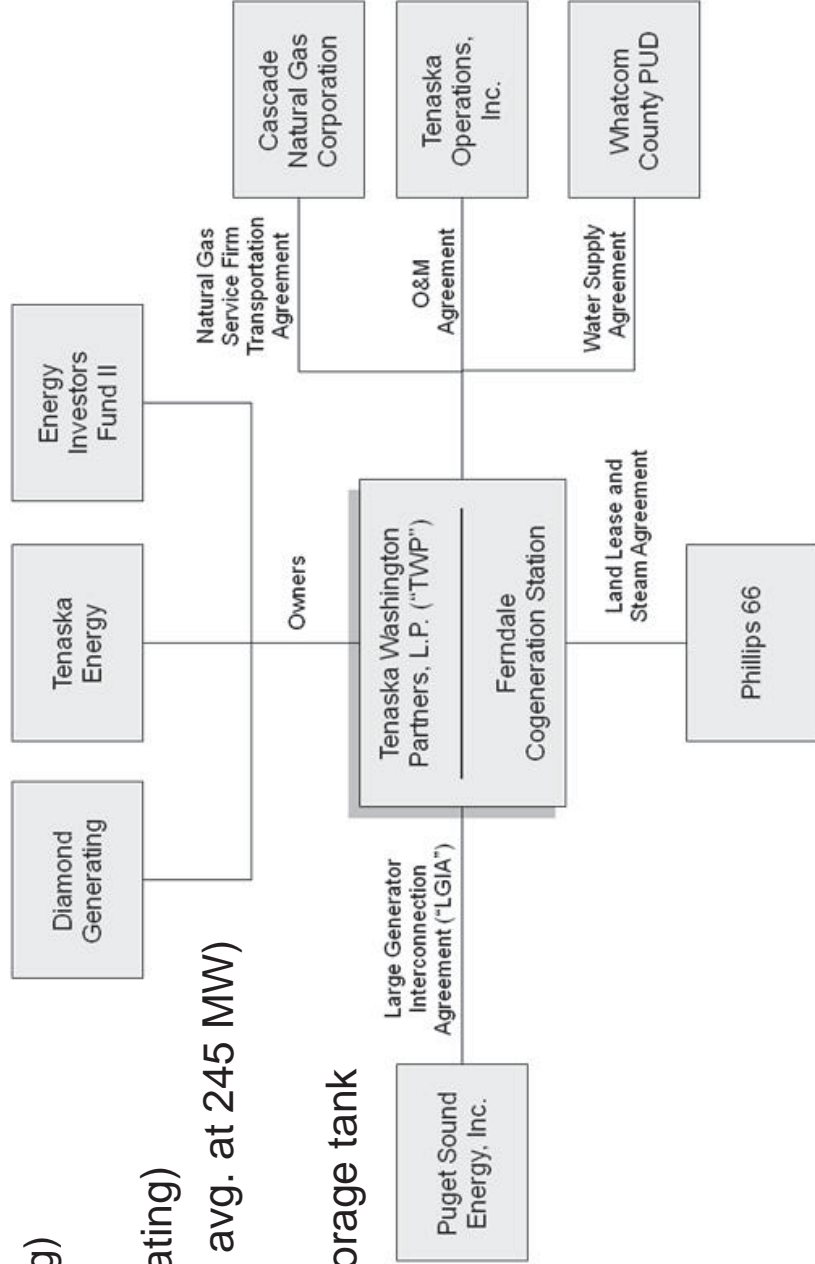 g)
ating)
avg. at 245 MW)
orage tank
Diamond
Generating
Tenaska
Energy
Energy
Investors
Fund II
Owners
Puget Sound
Energy, Inc.
Large Generator
Interconnection
Agreement ("LGIA")
Tenaska Washington
Partners, L.P. ("TWP")
Ferndale
Cogeneration Station
Natural Gas
Service Firm
Transportation
Agreement
Cascade
Natural Gas
Corporation
O&M
Agreement
Tenaska
Operations,
Inc.
Water Supply
Agreement
Whatcom
County PUD
Land Lease and
Steam Agreement
Phillips 66